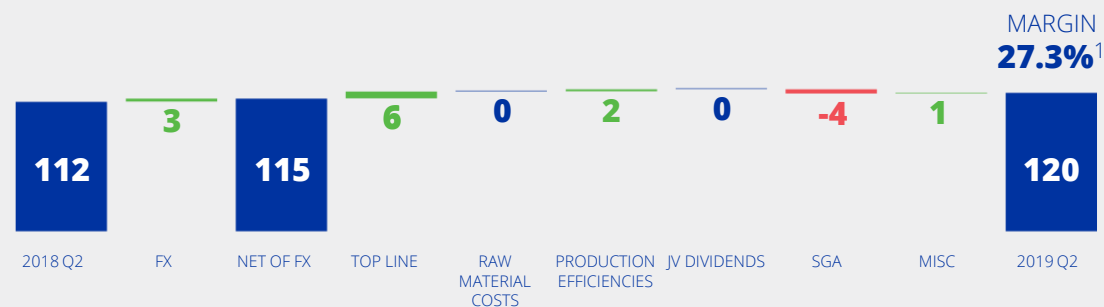 MARGIN
27.3%1
112
3
115
6
0
2
0
-4
1
120
2018 Q2
FX
NET OF FX
TOP LINE
RAW
MATERIAL
COSTS
PRODUCTION
EFFICIENCIES
JV DIVIDENDS
SGA
MISC
2019 Q2